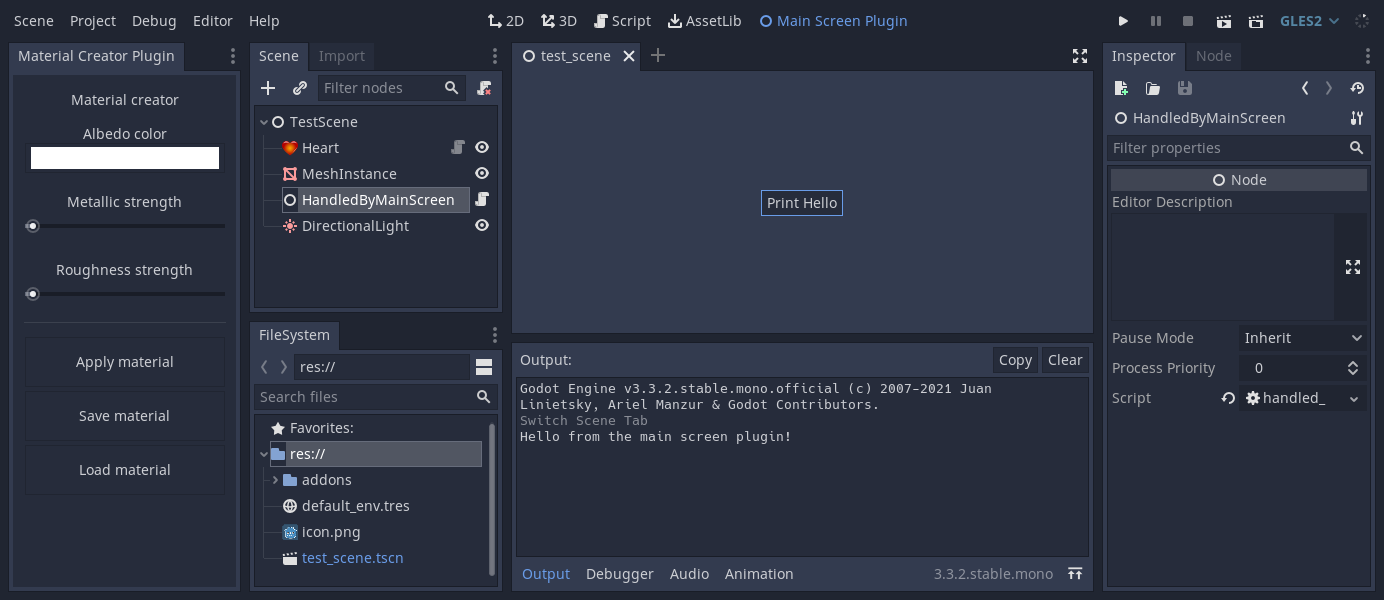 Scene Project Debug Editor Help 2D 3D Script AssetLib Main Screen Plugin GLES2
Material Creator Plugin
Material creator
Albedo color
Metallic strength
Roughness strength
Apply material
Save material
Load material
Scene Import
Filter nodes
TestScene
Heart
MeshInstance
HandledByMainScreen
DirectionalLight
FileSystem
res://
Search files
Favorites:
res://
addons
default_env.tres
icon.png
test_scene.tscn
test_scene
Print Hello
Output: Copy Clear
Godot Engine v3.3.2.stable.mono.official (c) 2007-2021 Juan
Linietsky, Ariel Manzur & Godot Contributors.
Switch Scene Tab
Hello from the main screen plugin!
Output Debugger Audio Animation 3.3.2.stable.mono
Inspector Node
HandledByMainScreen
Filter properties
Node
Editor Description
Pause Mode Inherit
Process Priority 0
Script handled_